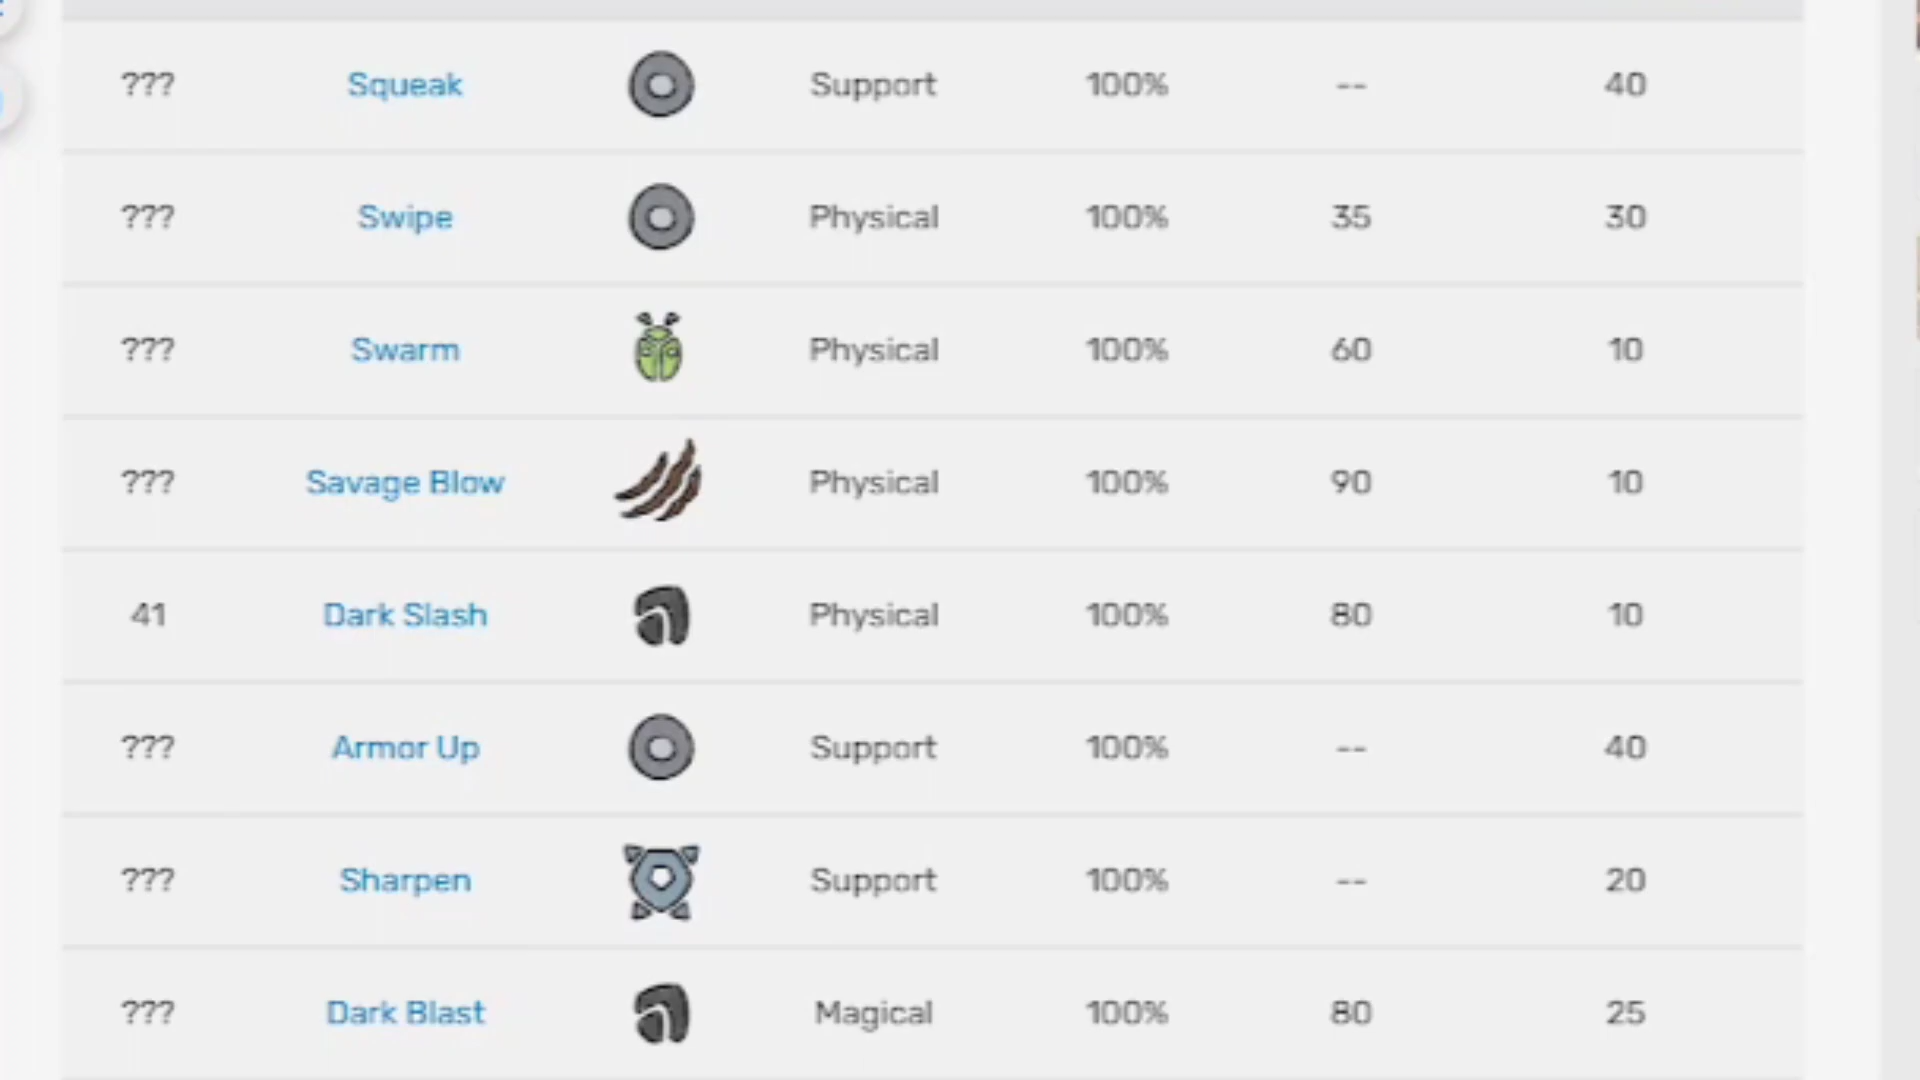 ??? Squeak Support 100% -- 40
??? Swipe Physical 100% 35 30
??? Swarm Physical 100% 60 10
??? Savage Blow Physical 100% 90 10
41 Dark Slash Physical 100% 80 10
??? Armor Up Support 100% -- 40
??? Sharpen Support 100% -- 20
??? Dark Blast Magical 100% 80 25